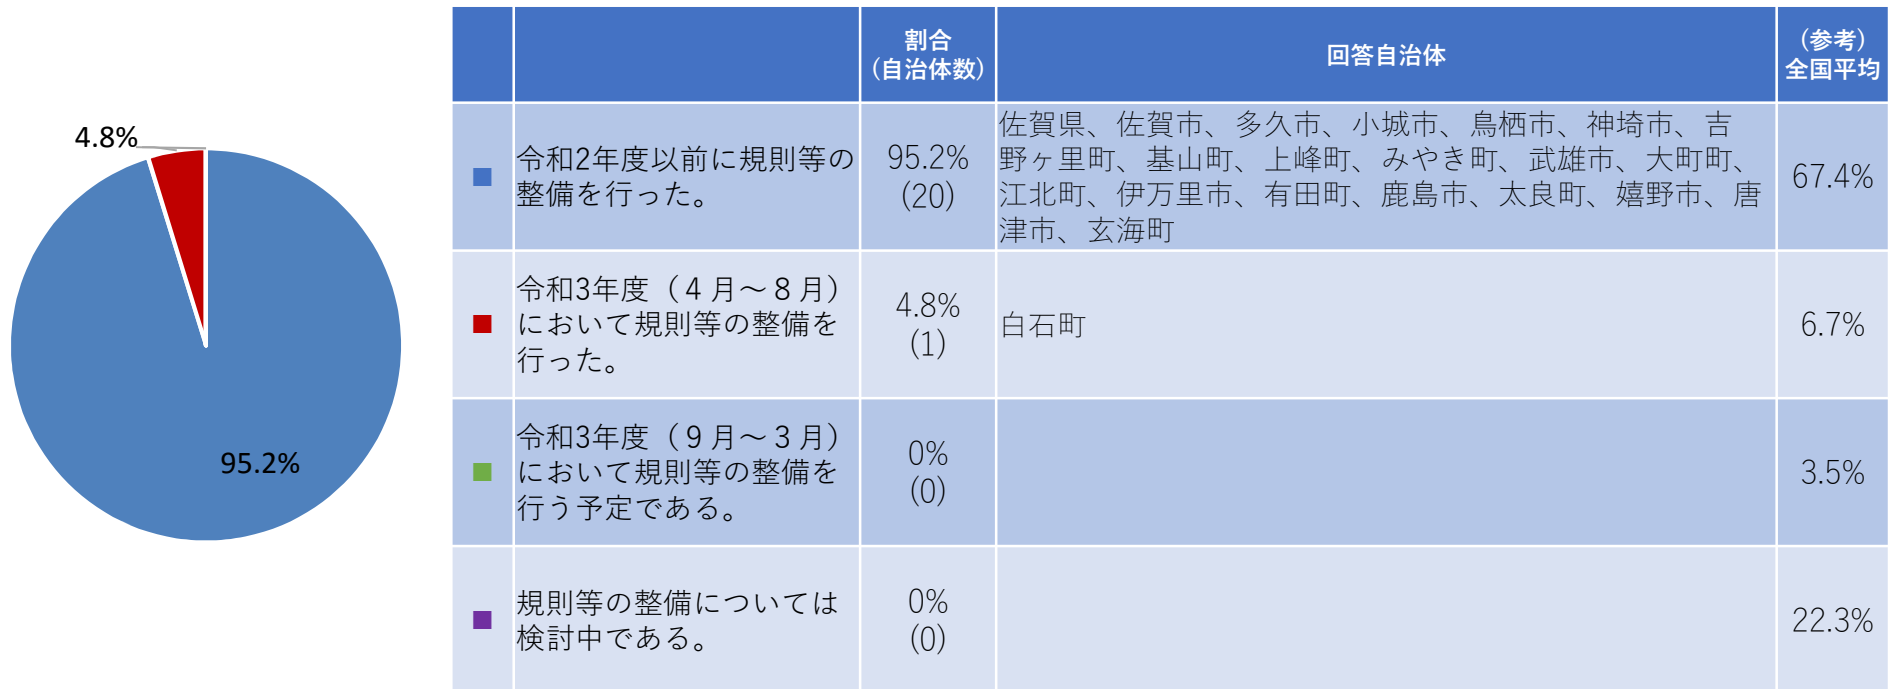 4.8%
95.2%
割合
(自治体数)
回答自治体
(参考)
全国平均
令和2年度以前に規則等の
整備を行った。
95.2%
(20)
佐賀県、佐賀市、多久市、小城市、鳥栖市、神埼市、吉
野ヶ里町、基山町、上峰町、みやき町、武雄市、大町町、
江北町、伊万里市、有田町、鹿島市、太良町、嬉野市、唐
津市、玄海町
67.4%
令和3年度（４月～８月）
において規則等の整備を
行った。
4.8%
(1)
白石町
6.7%
令和3年度（９月～３月）
において規則等の整備を
行う予定である。
0%
(0)
3.5%
規則等の整備については
検討中である。
0%
(0)
22.3%